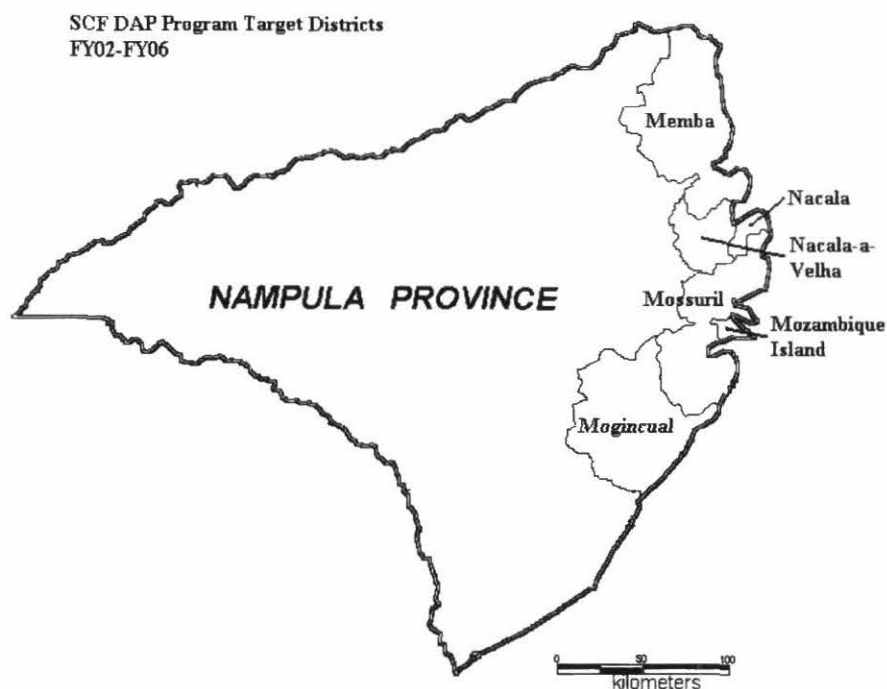 SCF DAP Program Target Districts
FY02-FY06
Memba
Nacala
Nacala-a-
Velha
NAMPULA PROVINCE
Mossuril
Mozambique
Island
Mogincual
0 50 100
kilometers